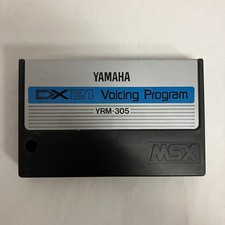 YAMAHA
DX21 Voicing Program
YRM-305
MSX